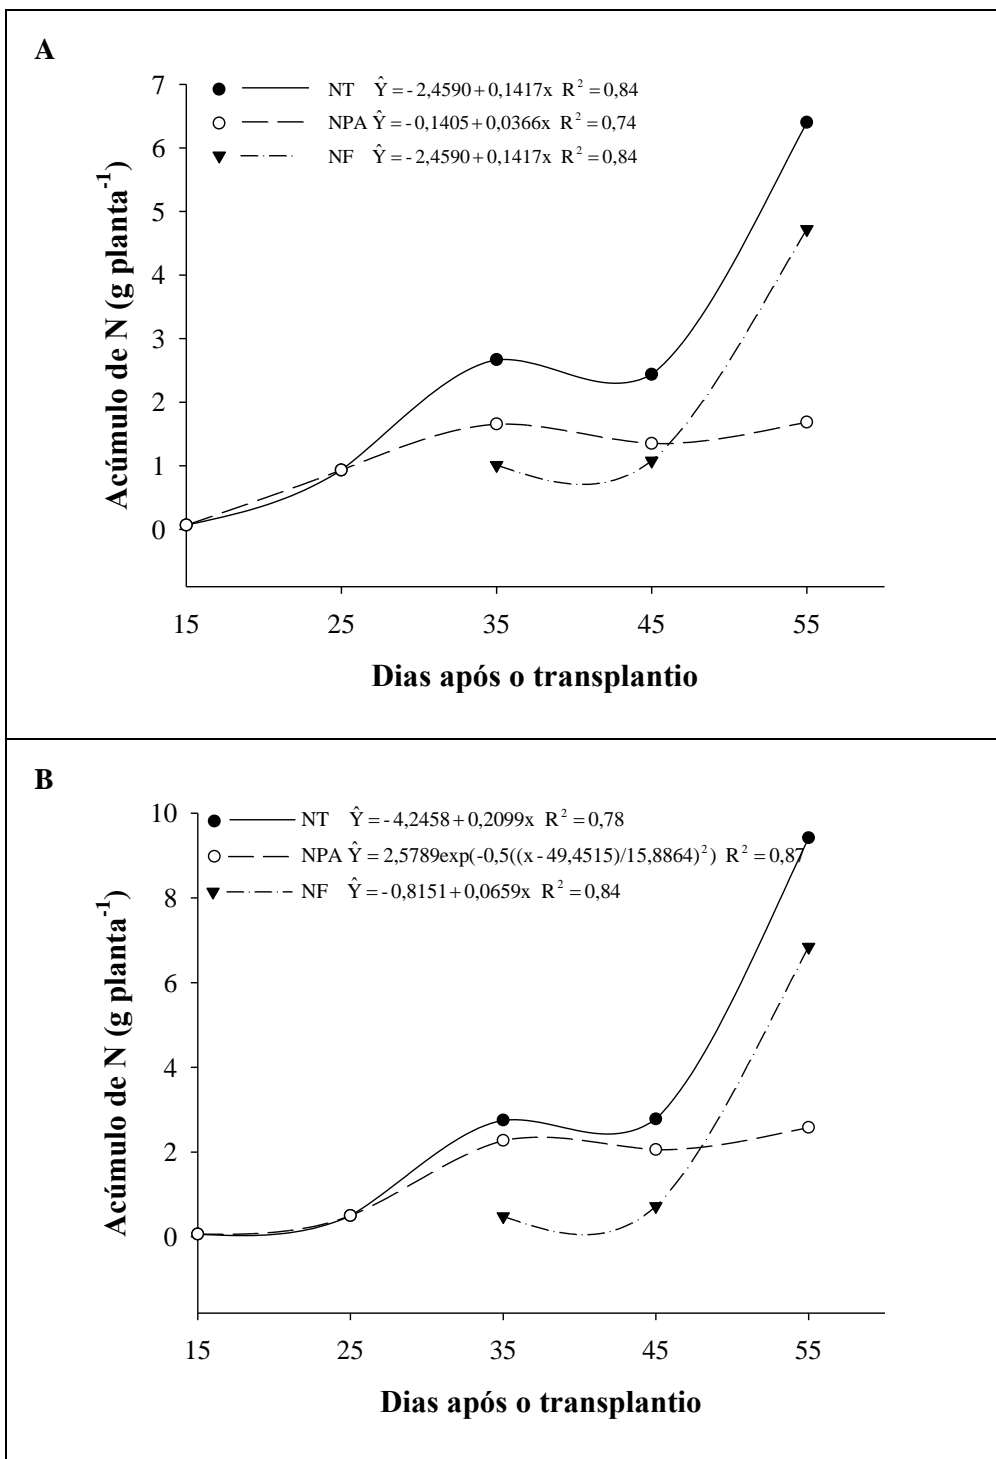 A
7
6
5
4
3
2
1
0
Acúmulo de N (g planta⁻¹)
NT Ŷ = - 2,4590 + 0,1417x R² = 0,84
NPA Ŷ = -0,1405 + 0,0366x R² = 0,74
NF Ŷ = - 2,4590 + 0,1417x R² = 0,84
15 25 35 45 55
Dias após o transplantio
B
10
8
6
4
2
0
Acúmulo de N (g planta⁻¹)
NT Ŷ = - 4,2458 + 0,2099x R² = 0,78
NPA Ŷ = 2,5789exp(-0,5((x - 49,4515)/15,8864)²) R² = 0,87
NF Ŷ = -0,8151 + 0,0659x R² = 0,84
15 25 35 45 55
Dias após o transplantio